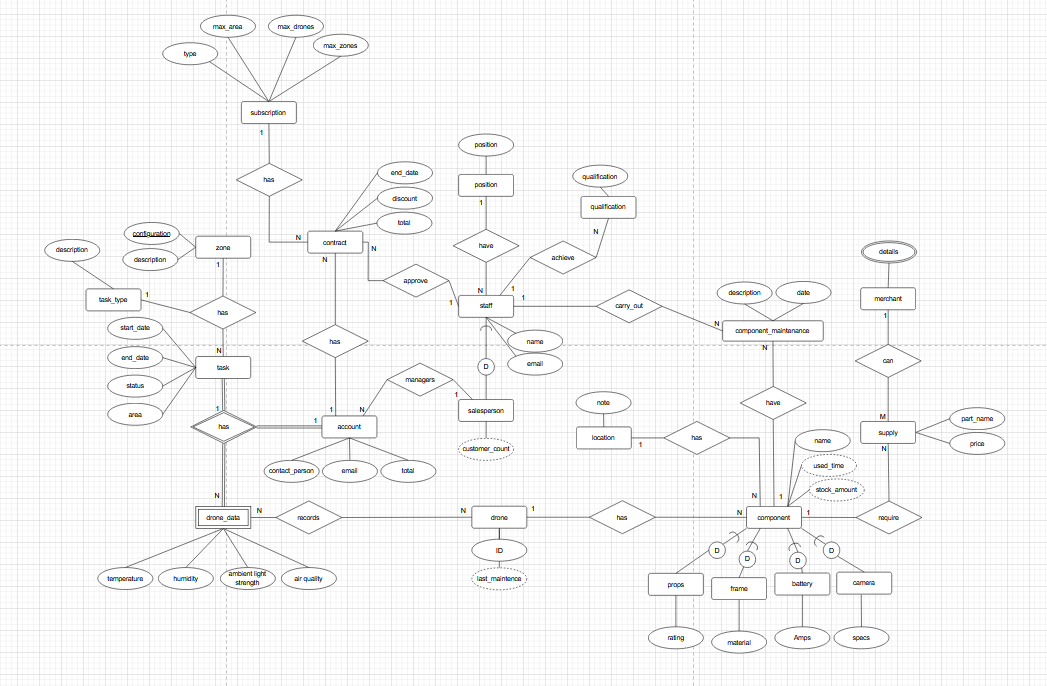 max_area
max_drones
max_zones
type
subscription
1
has
position
position
1
end_date
discount
total
qualification
qualification
N
configuration
description
zone
1
description
N
contract
N
N
have
achieve
details
approve
task_type
1
has
N
1
1
1
staff
carry_out
description
date
merchant
1
start_date
N
component_maintenance
N
end_date
N
task
has
name
email
can
status
area
D
managers
1
N
salesperson
have
note
M
part_name
price
supply
N
1
has
1
1
account
location
1
has
name
used_time
stock_amount
customer_count
contact_person
email
total
N
N
1
drone_data
N
records
N
drone
1
has
N
component
1
require
temperature
humidity
ambient light
strength
air quality
ID
last_maintence
D
D
D
D
props
frame
battery
camera
rating
material
Amps
specs